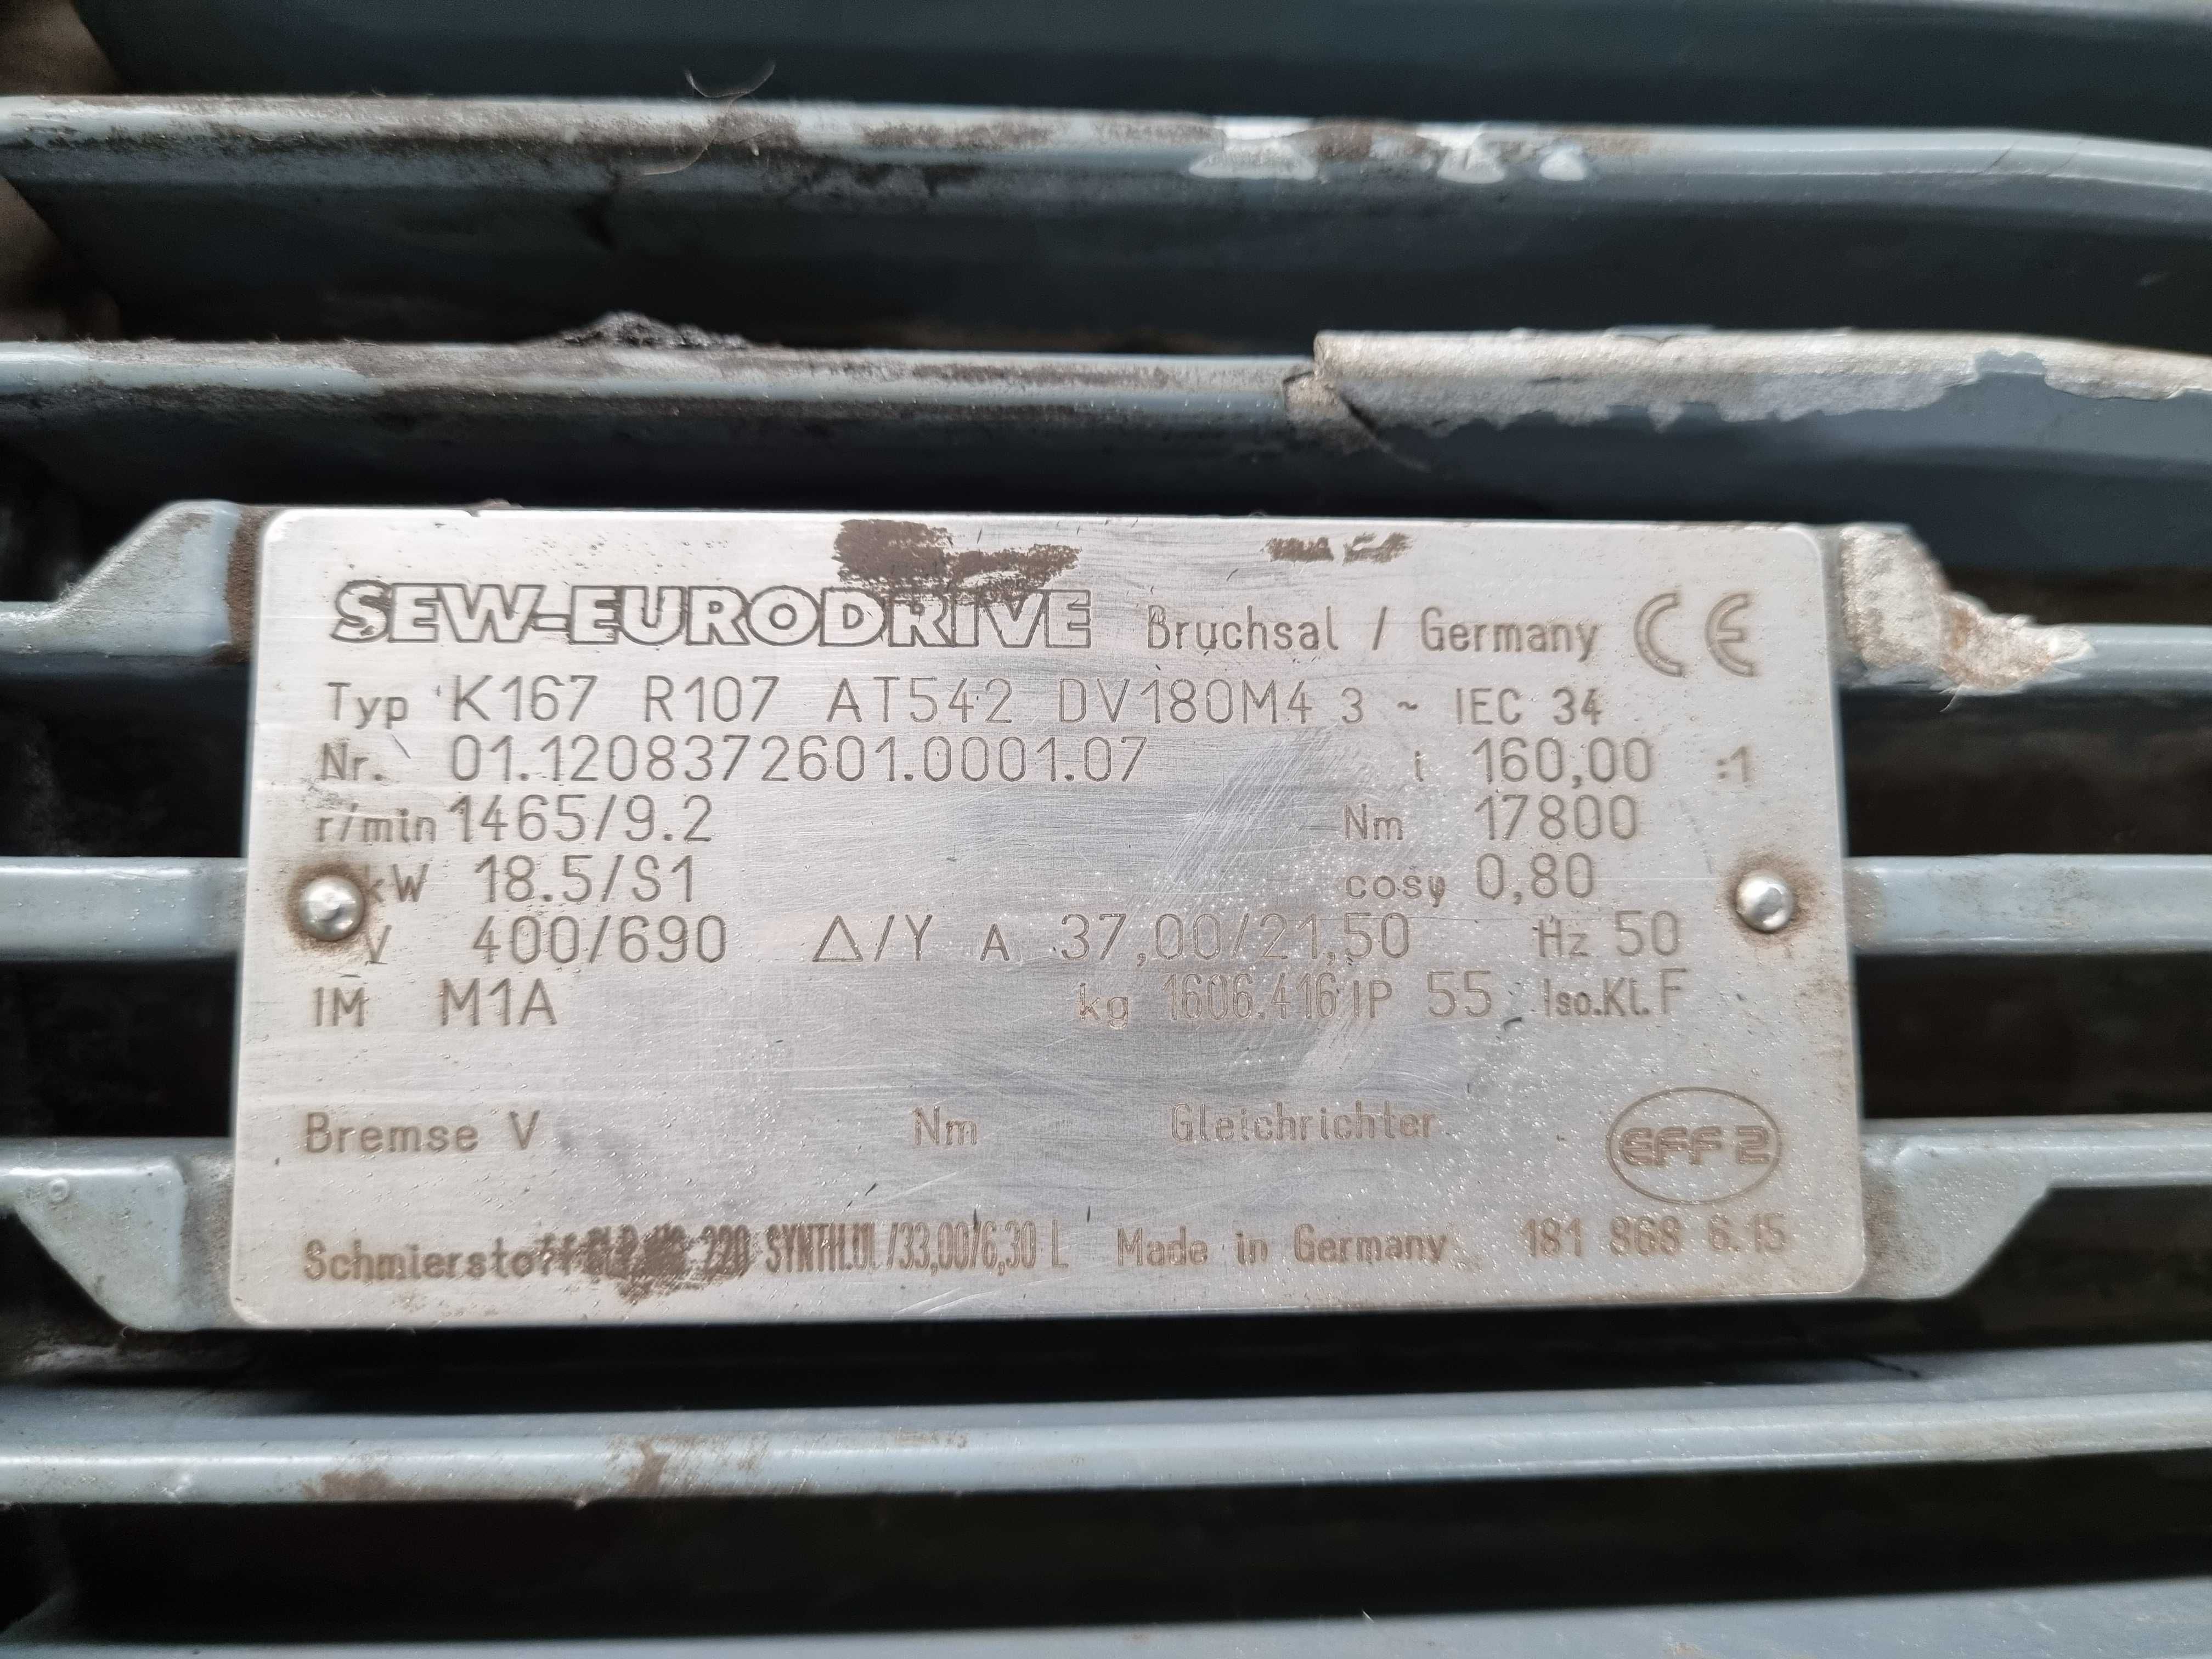 SEW-EURODRIVE Bruchsal / Germany CE
Typ K167 R107 AT542 DV180M4 3 ~ IEC 34
Nr. 01.1208372601.0001.07 i 160,00 :1
r/min 1465/9.2 Nm 17800
kW 18.5/S1 cosφ 0,80
V 400/690 Δ/Y A 37,00/21,50 Hz 50
IM M1A kg 1606.416 IP 55 Iso.Kl. F
Bremse V Nm Gleichrichter
EFF 2
Schmierstoff 220 SYNTH.ÖL /33,00/6,30 L Made in Germany 181 868 6.15